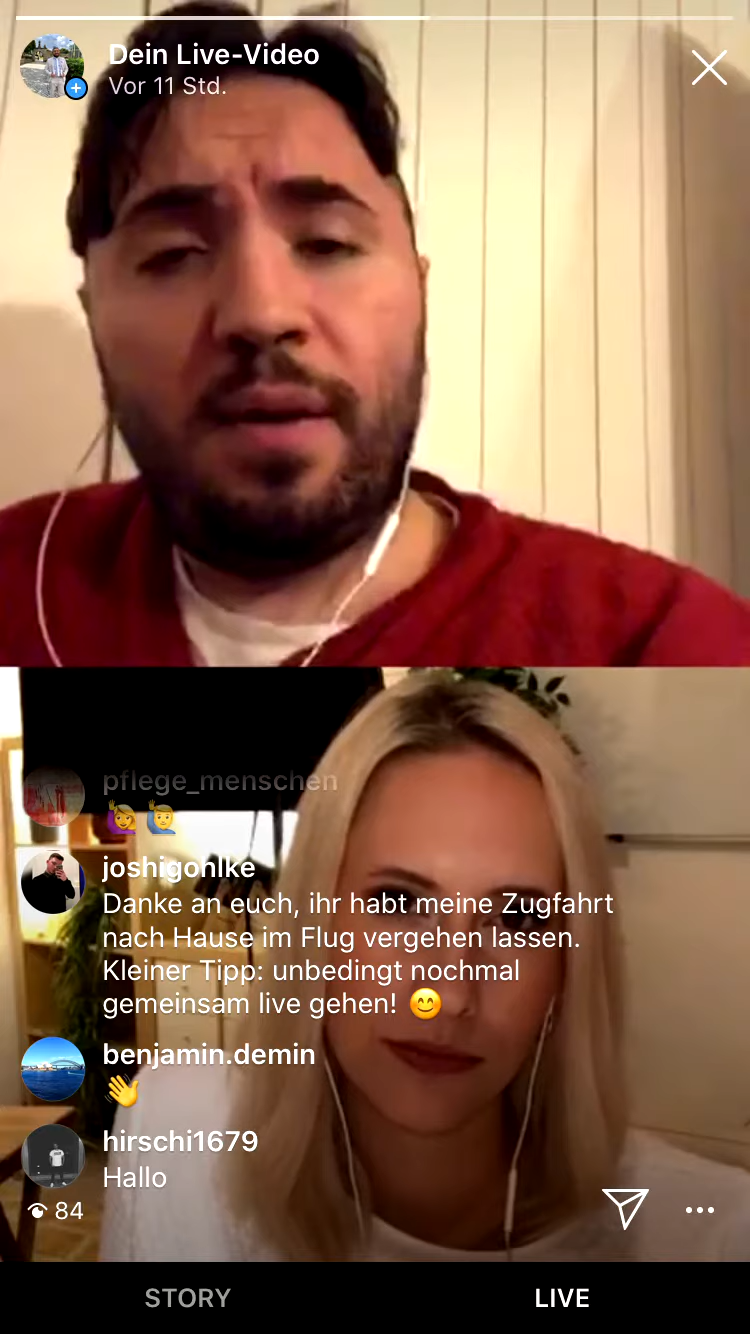 Dein Live-Video
Vor 11 Std.
pflege_menschen
🙋‍♀️🙋‍♂️
joshigohlke
Danke an euch, ihr habt meine Zugfahrt
nach Hause im Flug vergehen lassen.
Kleiner Tipp: unbedingt nochmal
gemeinsam live gehen! 😊
benjamin.demin
👋
hirschi1679
Hallo
84
STORY
LIVE